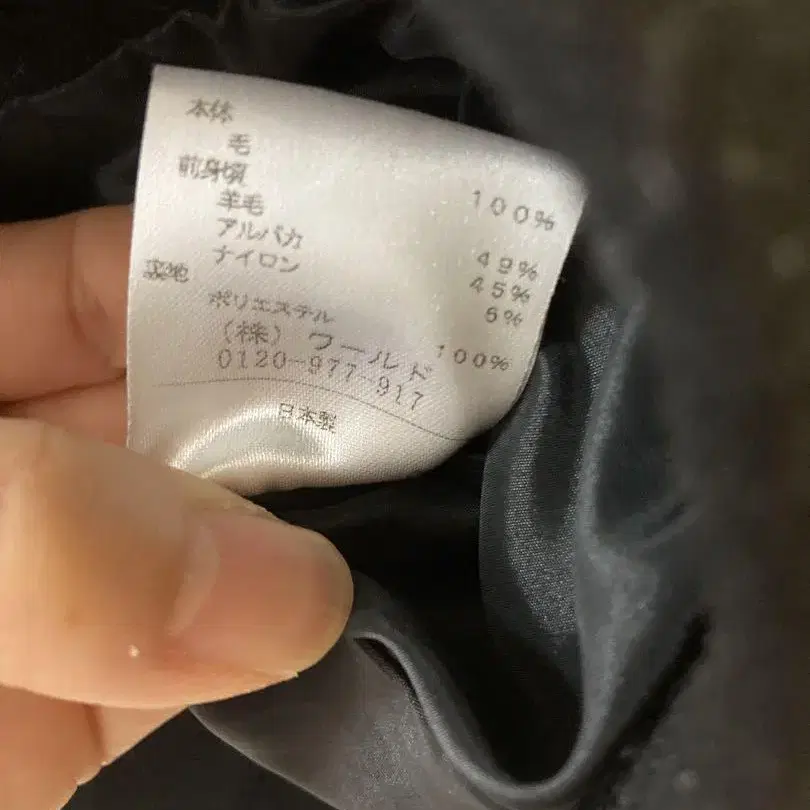 本体
毛 100%
前身頃
羊毛 49%
アルパカ 45%
ナイロン 6%
裏地
ポリエステル 100%
(株) ワールド
0120-977-917
日本製